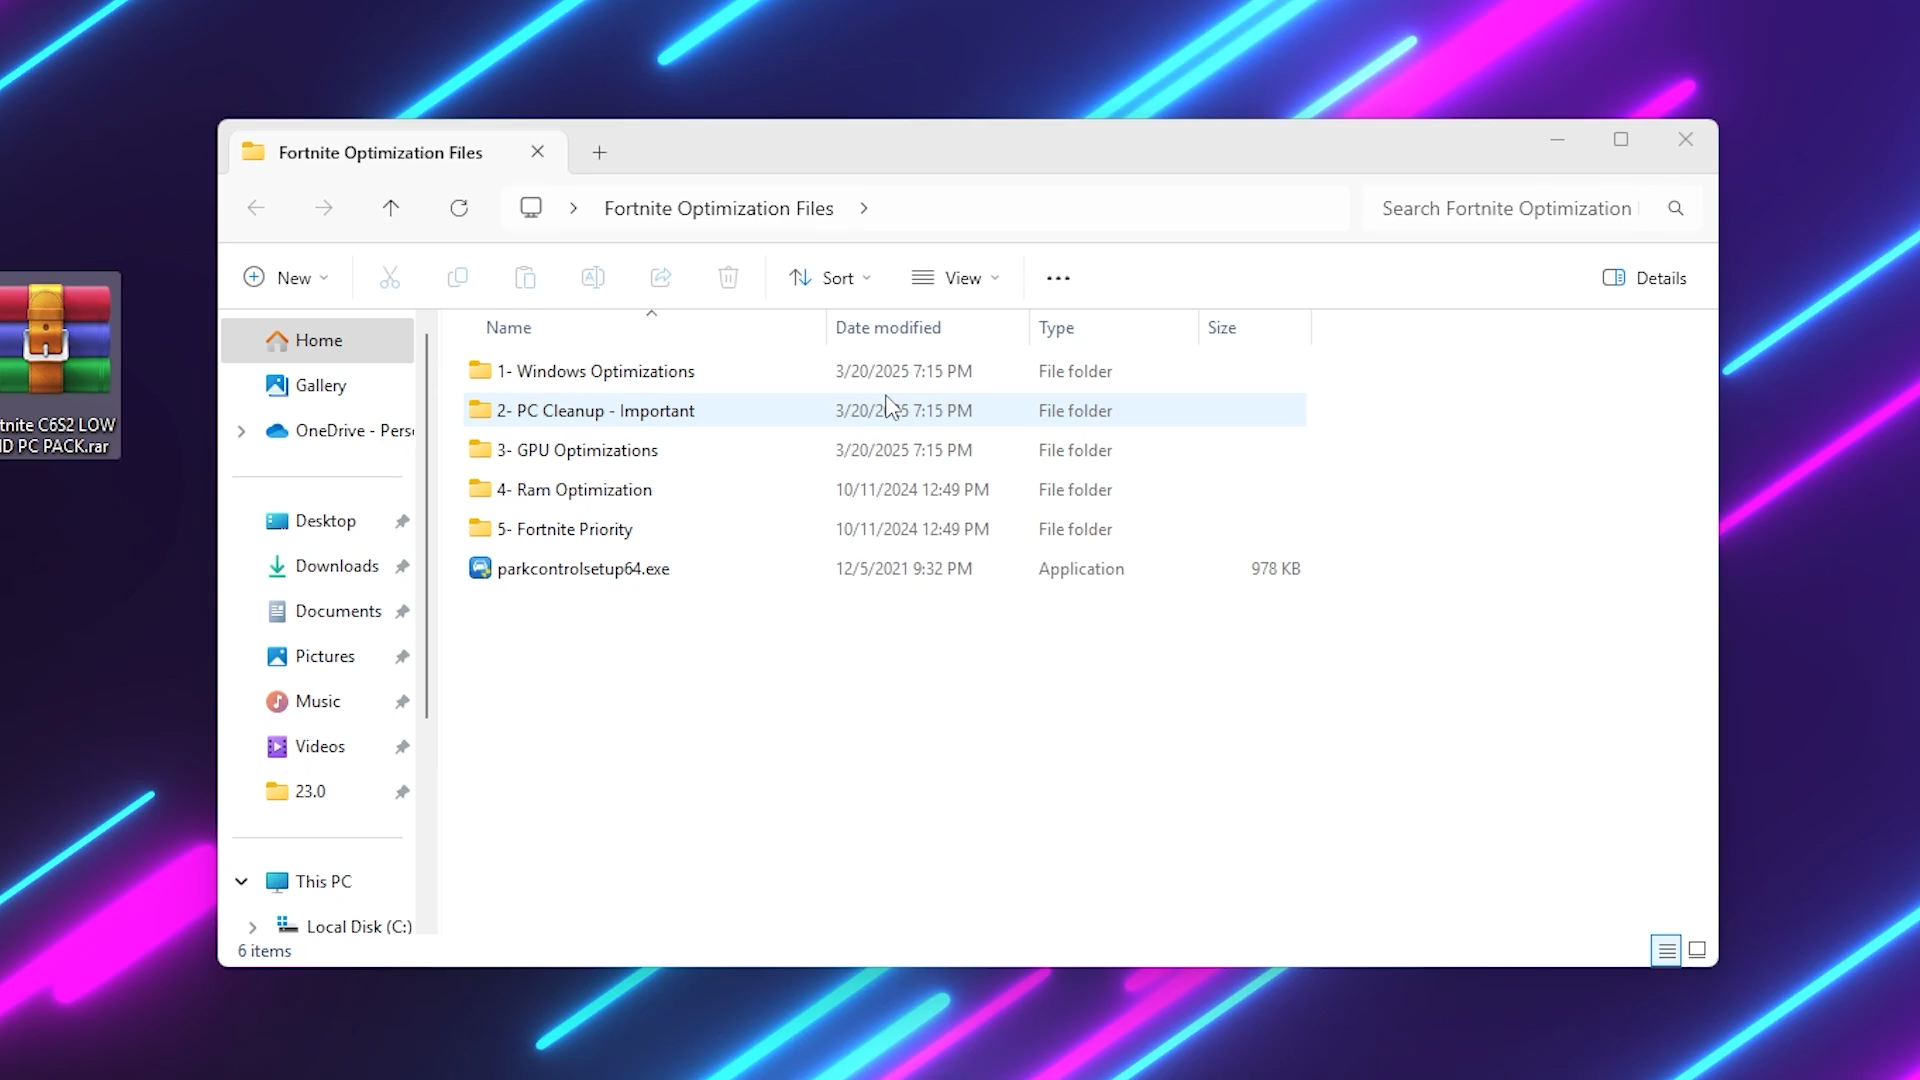 Fortnite Optimization Files
Fortnite Optimization Files
Search Fortnite Optimization
New
Sort
View
Details
Name
Date modified
Type
Size
Home
Gallery
OneDrive - Perso
Desktop
Downloads
Documents
Pictures
Music
Videos
23.0
This PC
Local Disk (C:)
1- Windows Optimizations 3/20/2025 7:15 PM File folder
2- PC Cleanup - Important 3/20/2025 7:15 PM File folder
3- GPU Optimizations 3/20/2025 7:15 PM File folder
4- Ram Optimization 10/11/2024 12:49 PM File folder
5- Fortnite Priority 10/11/2024 12:49 PM File folder
parkcontrolsetup64.exe 12/5/2021 9:32 PM Application 978 KB
6 items
tnite C6S2 LOW
ID PC PACK.rar